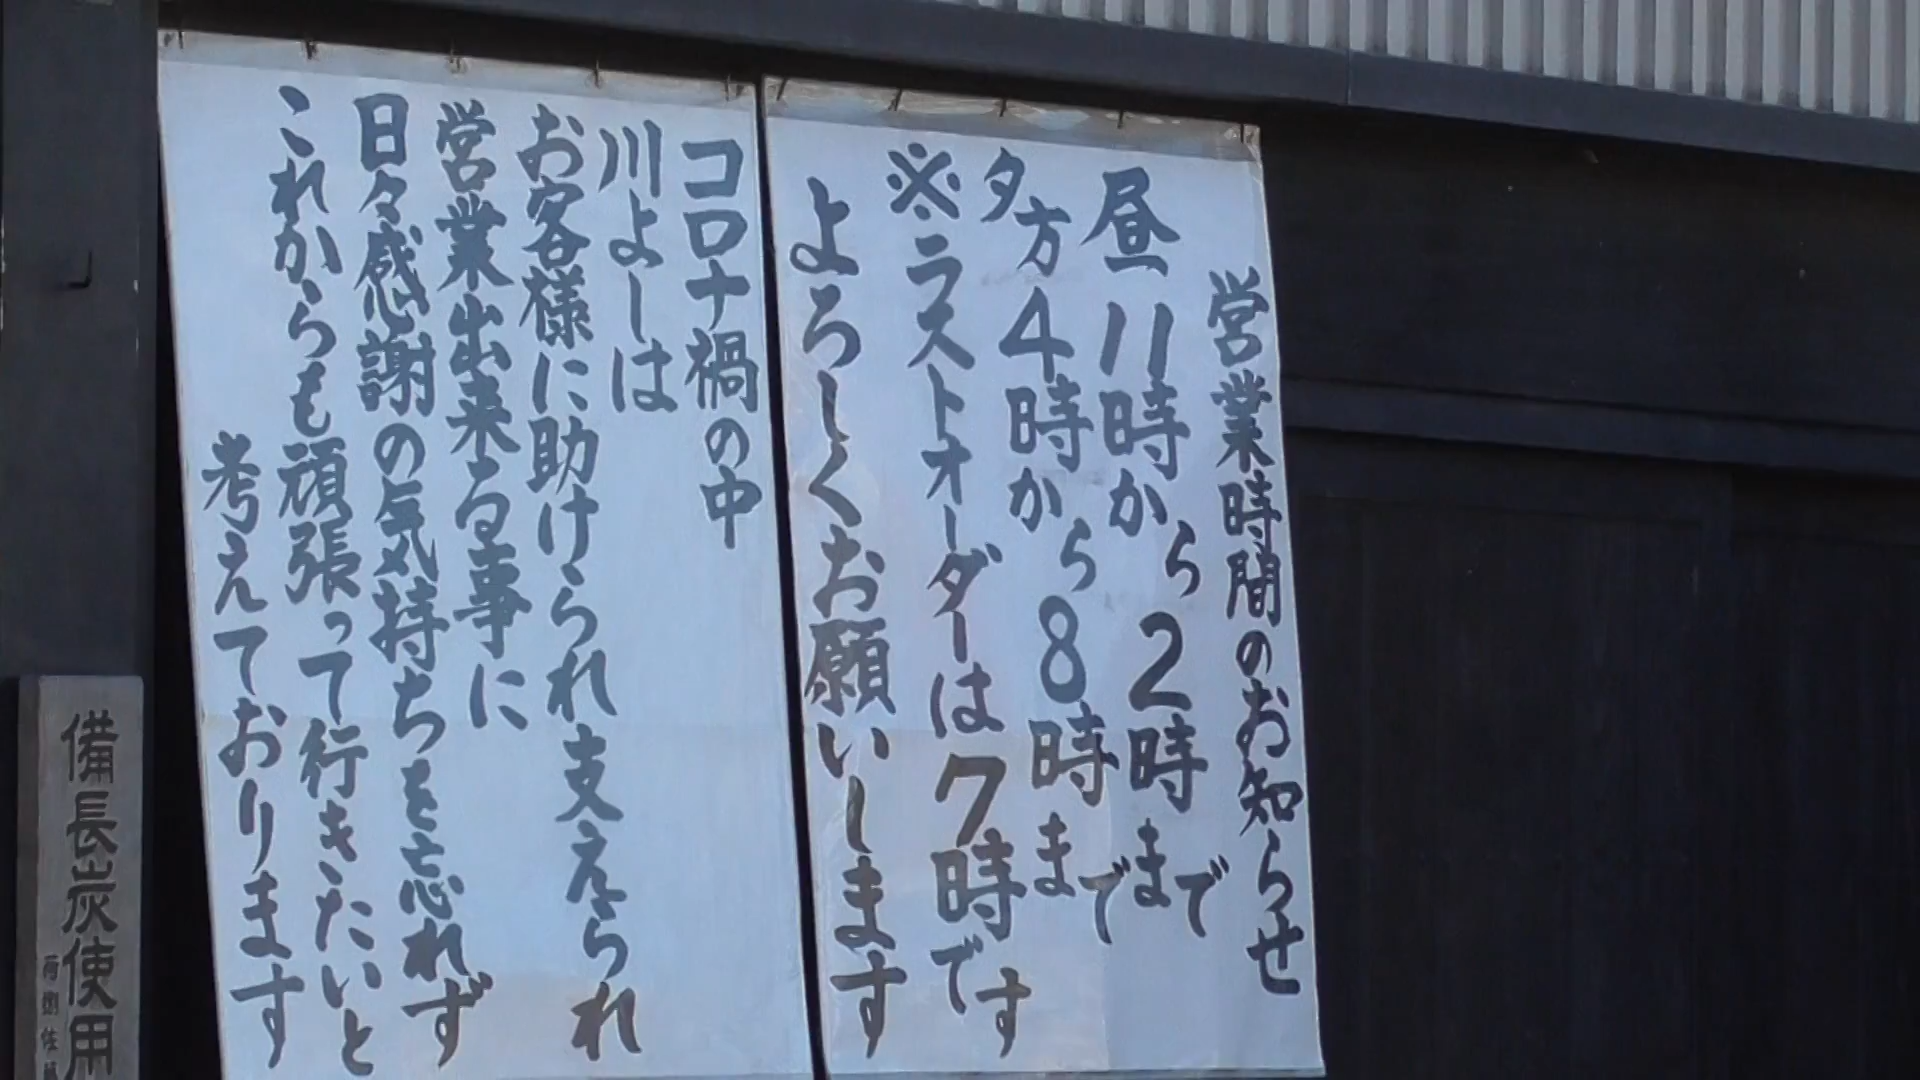 営業時間のお知らせ
昼11時から2時まで
夕方4時から8時まで
※ラストオーダーは7時です
よろしくお願いします
コロナ禍の中
川よしは
お客様に助けられ支えられ
営業出来る事に
日々感謝の気持ちを忘れず
これからも頑張って行きたいと
考えております
備長炭使用